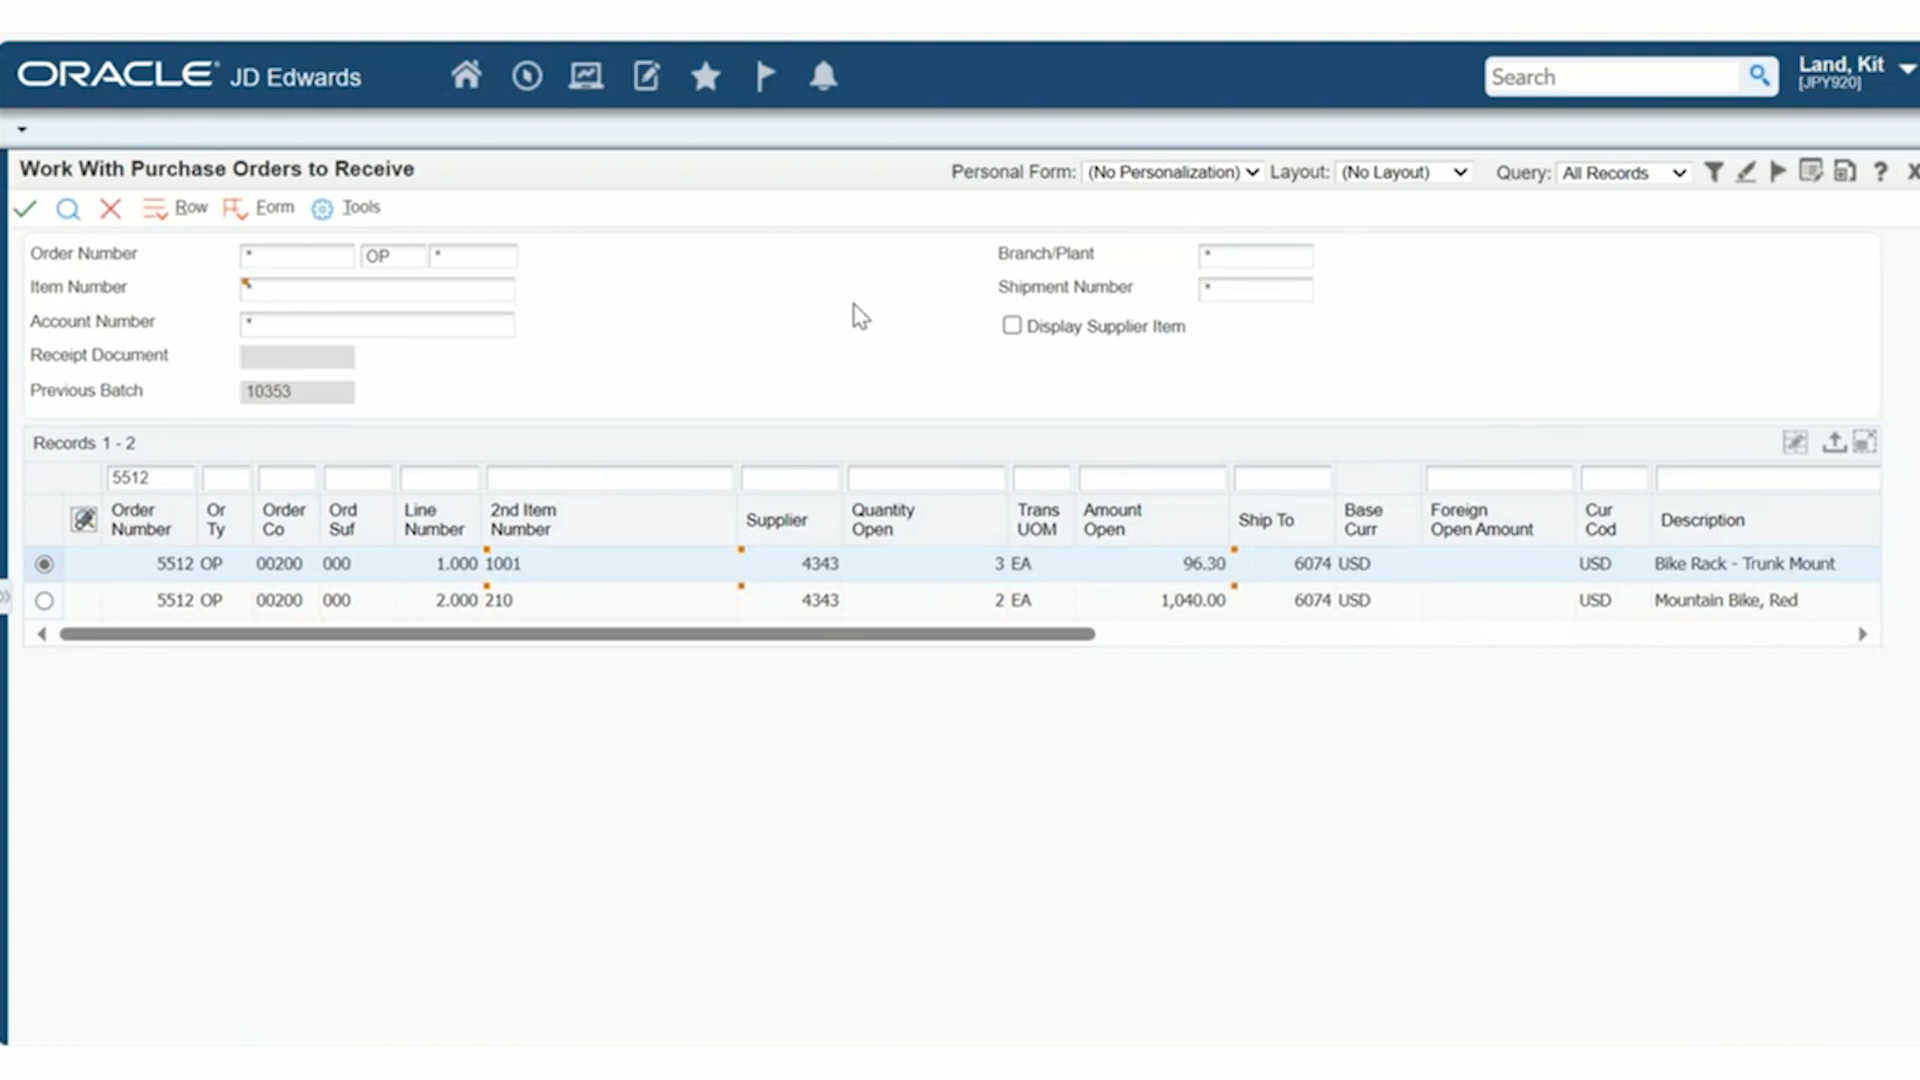 ORACLE JD Edwards
Search
Land, Kit
[JPY920]
Work With Purchase Orders to Receive
Personal Form: (No Personalization) Layout: (No Layout) Query: All Records
Row Form Tools
Order Number * OP *
Branch/Plant *
Item Number *
Shipment Number *
Account Number *
Display Supplier Item
Receipt Document
Previous Batch 10353
Records 1 - 2
5512
Order Number Or Ty Order Co Ord Suf Line Number 2nd Item Number Supplier Quantity Open Trans UOM Amount Open Ship To Base Curr Foreign Open Amount Cur Cod Description
5512 OP 00200 000 1.000 1001 4343 3 EA 96.30 6074 USD USD Bike Rack - Trunk Mount
5512 OP 00200 000 2.000 210 4343 2 EA 1,040.00 6074 USD USD Mountain Bike, Red